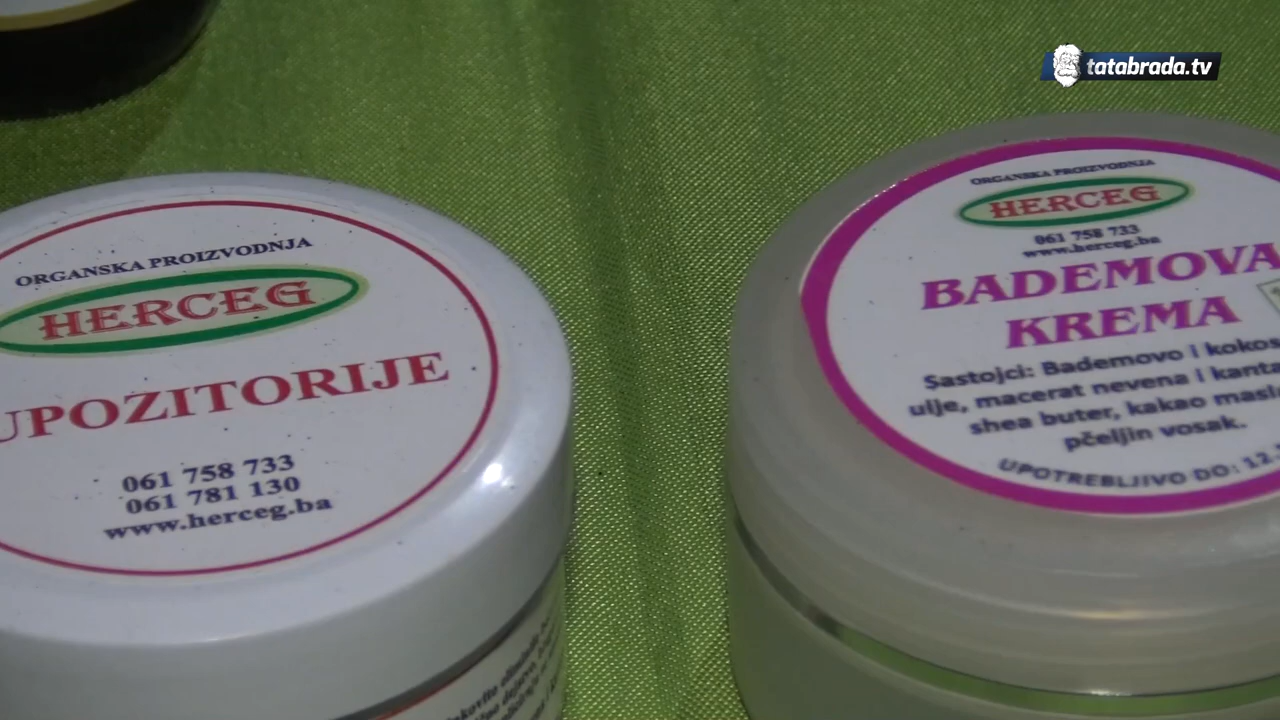 tatabrada.tv
ORGANSKA PROIZVODNJA
HERCEG
UPOZITORIJE
061 758 733
061 781 130
www.herceg.ba
ORGANSKA PROIZVODNJA
HERCEG
061 758 733
www.herceg.ba
BADEMOVA
KREMA
Sastojci: Bademovo i kokos
ulje, macerat nevena i kanta
shea buter, kakao masl
pčeljin vosak.
UPOTREBLJIVO DO: 12.